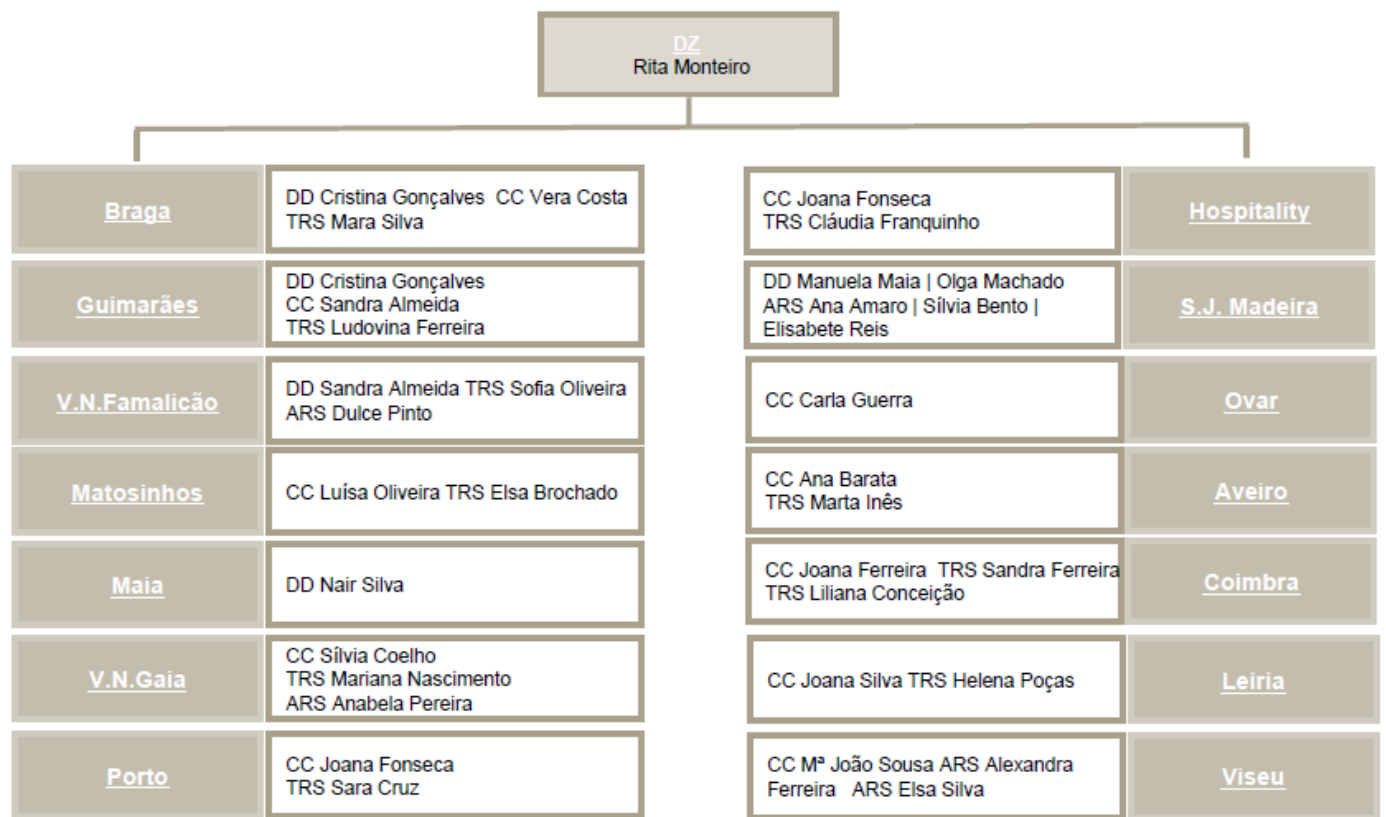 DZ
Rita Monteiro
Braga
DD Cristina Gonçalves  CC Vera Costa
TRS Mara Silva
Guimarães
DD Cristina Gonçalves
CC Sandra Almeida
TRS Ludovina Ferreira
V.N.Famalicão
DD Sandra Almeida TRS Sofia Oliveira
ARS Dulce Pinto
Matosinhos
CC Luísa Oliveira TRS Elsa Brochado
Maia
DD Nair Silva
V.N.Gaia
CC Sílvia Coelho
TRS Mariana Nascimento
ARS Anabela Pereira
Porto
CC Joana Fonseca
TRS Sara Cruz
CC Joana Fonseca
TRS Cláudia Franquinho
Hospitality
DD Manuela Maia | Olga Machado
ARS Ana Amaro | Sílvia Bento |
Elisabete Reis
S.J. Madeira
CC Carla Guerra
Ovar
CC Ana Barata
TRS Marta Inês
Aveiro
CC Joana Ferreira  TRS Sandra Ferreira
TRS Liliana Conceição
Coimbra
CC Joana Silva TRS Helena Poças
Leiria
CC Mª João Sousa ARS Alexandra
Ferreira   ARS Elsa Silva
Viseu